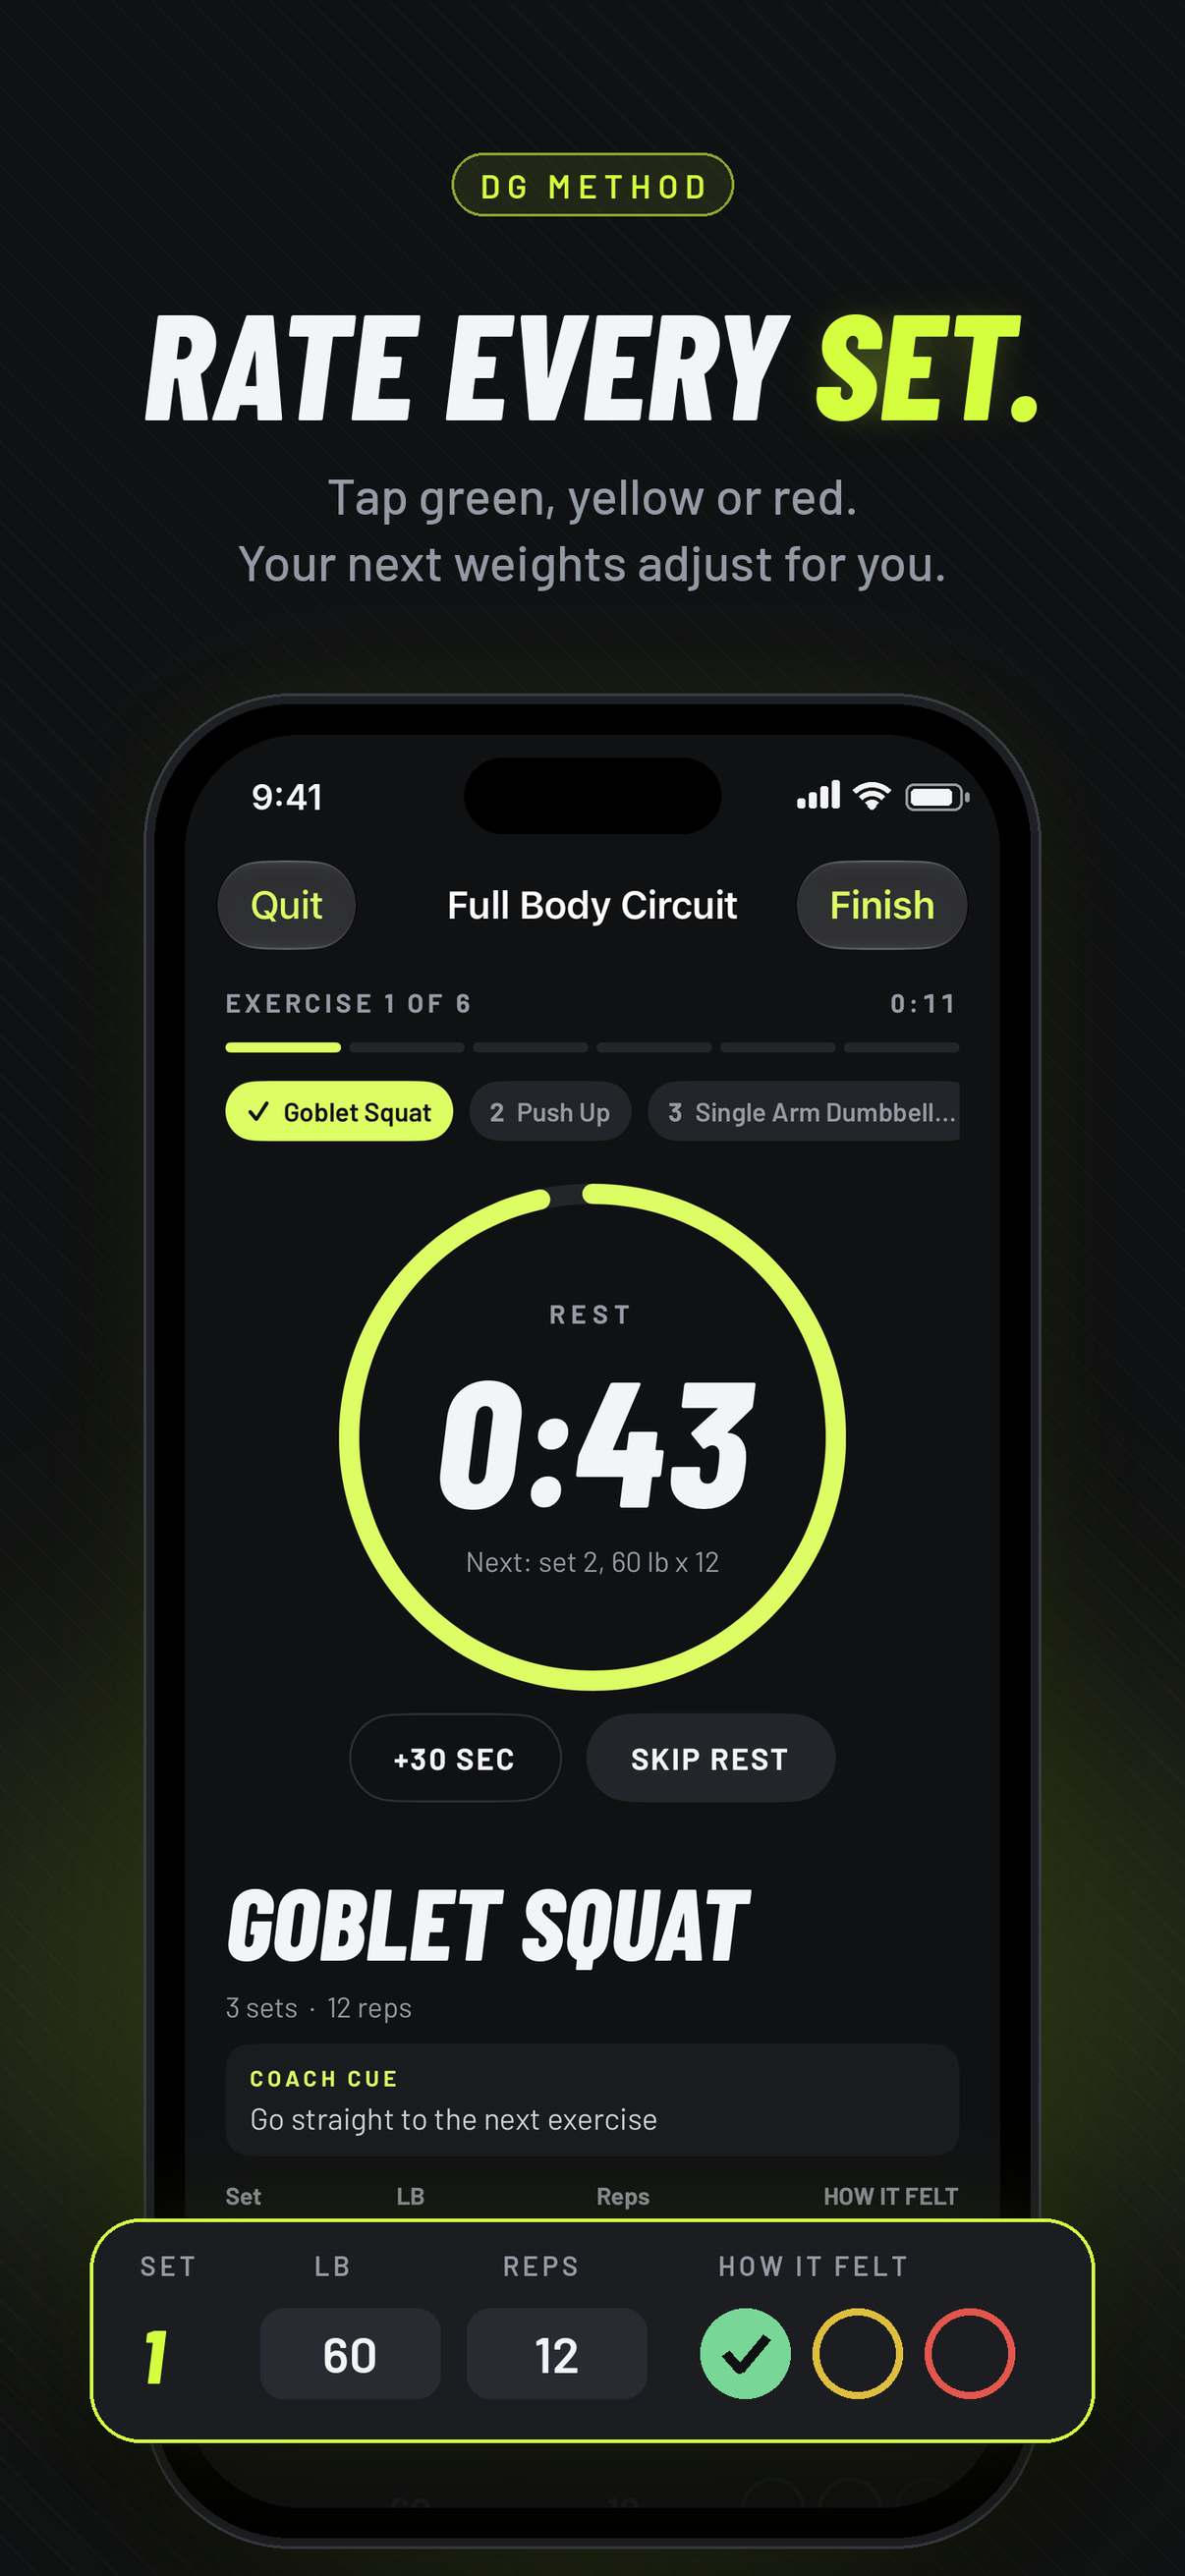 DG METHOD
RATE EVERY SET.
Tap green, yellow or red.
Your next weights adjust for you.
9:41
Quit
Full Body Circuit
Finish
EXERCISE 1 OF 6
0:11
Goblet Squat
2 Push Up
3 Single Arm Dumbbell...
REST
0:43
Next: set 2, 60 lb x 12
+30 SEC
SKIP REST
GOBLET SQUAT
3 sets · 12 reps
COACH CUE
Go straight to the next exercise
Set LB Reps HOW IT FELT
SET LB REPS HOW IT FELT
1 60 12